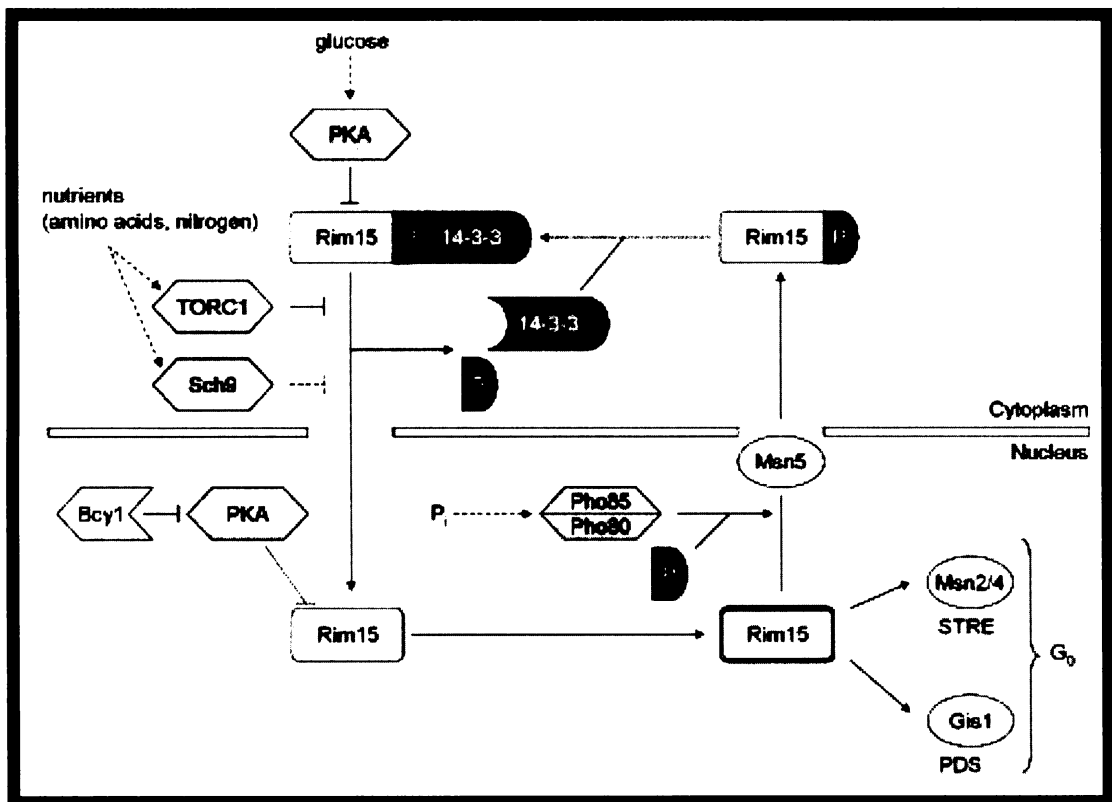 glucose
PKA
nutrients
(amino acids, nitrogen)
Rim15
14-3-3
Rim15
P
TORC1
14-3-3
Sch9
Cytoplasm
Nucleus
Msn5
Bcy1
PKA
Pi
Pho85
Pho80
Rim15
Rim15
Msn2/4
STRE
G0
Gis1
PDS